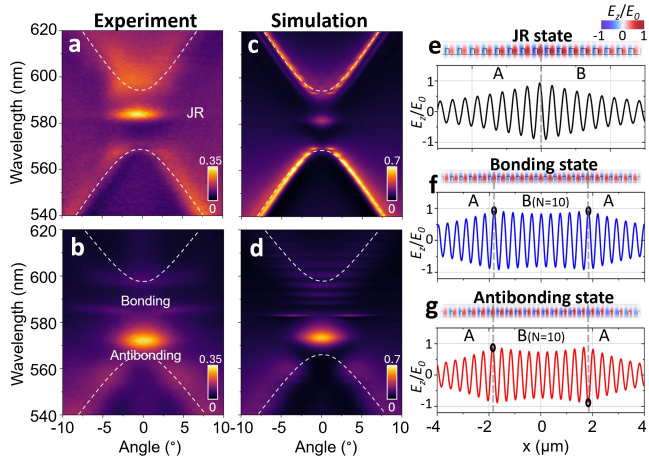 Experiment
Simulation
E_z/E_0
-1 0 1
a
c
e
JR state
620
600
580
560
540
Wavelength (nm)
JR
0.35
0
0.7
0
A
B
1
0
-1
E_z/E_0
Bonding state
b
d
f
620
600
580
560
540
Wavelength (nm)
Bonding
Antibonding
0.35
0
0.7
0
A
B(N=10)
A
1
0
-1
E_z/E_0
g
Antibonding state
A
B(N=10)
A
1
0
-1
E_z/E_0
-10 -5 0 5 10
Angle (°)
-10 -5 0 5 10
Angle (°)
-4 -2 0 2 4
x (μm)